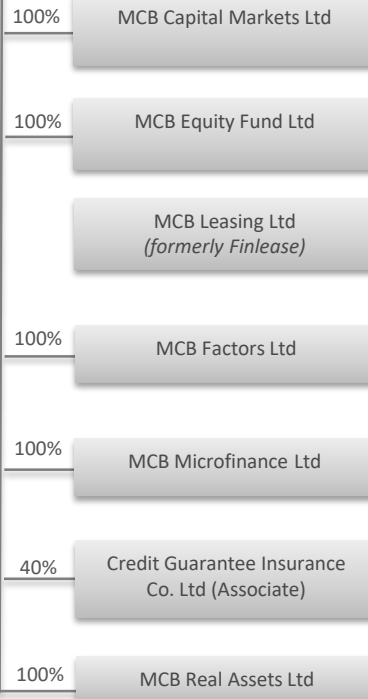 100% MCB Capital Markets Ltd
100% MCB Equity Fund Ltd
MCB Leasing Ltd
(formerly Finlease)
100% MCB Factors Ltd
100% MCB Microfinance Ltd
40% Credit Guarantee Insurance
Co. Ltd (Associate)
100% MCB Real Assets Ltd